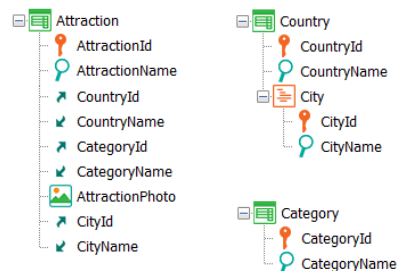 Attraction
AttractionId
AttractionName
CountryId
CountryName
CategoryId
CategoryName
AttractionPhoto
CityId
CityName
Country
CountryId
CountryName
City
CityId
CityName
Category
CategoryId
CategoryName